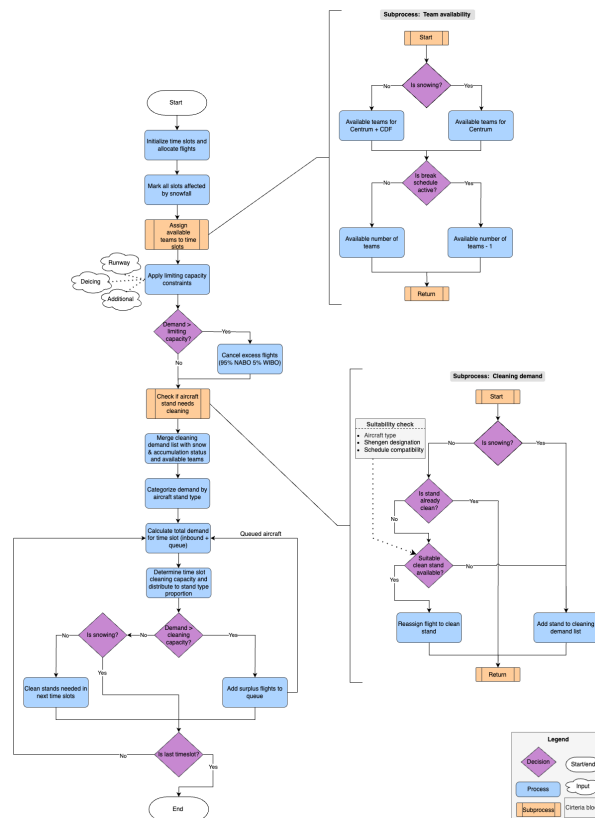 Subprocess: Team availability
Start
Is snowing?
No
Yes
Available teams for
Centrum + CDF
Available teams for
Centrum
Is break
schedule
active?
No
Yes
Available number of
teams
Available number of
teams - 1
Return
Start
Initialize time slots and
allocate flights
Mark all slots affected
by snowfall
Assign
available
teams to time
slots
Runway
Deicing
Additional
Apply limiting capacity
constraints
Demand >
limiting
capacity?
Yes
No
Cancel excess flights
(95% NABO 5% WIBO)
Check if aircraft
stand needs
cleaning
Merge cleaning
demand list with snow
& accumulation status
and available teams
Categorize demand by
aircraft stand type
Calculate total demand
for time slot (inbound +
queue)
Queued aircraft
Determine time slot
cleaning capacity and
distribute to stand type
proportion
Demand >
cleaning
capacity?
No
Yes
Is snowing?
No
Yes
Clean stands needed in
next time slots
Add surplus flights to
queue
Is last timeslot?
No
Yes
End
Subprocess: Cleaning demand
Start
Suitability check
• Aircraft type
• Shengen designation
• Schedule compatibility
Is snowing?
No
Yes
Is stand
already
clean?
Yes
No
Suitable
clean stand
available?
No
Yes
Reassign flight to clean
stand
Add stand to cleaning
demand list
Return
Legend
Decision
Start/end
Process
Input
Subprocess
Cirteria bloc